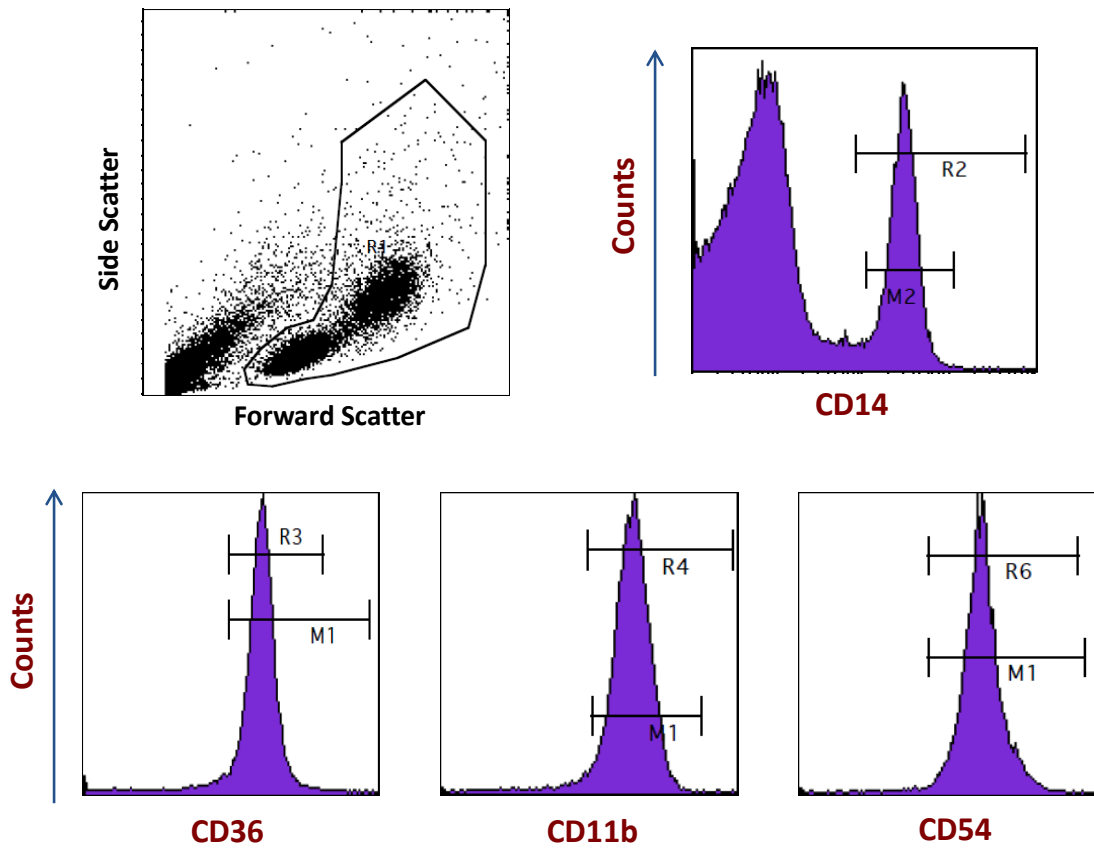 Side Scatter
R1
Forward Scatter
Counts
R2
M2
CD14
Counts
R3
M1
CD36
R4
M1
CD11b
R6
M1
CD54